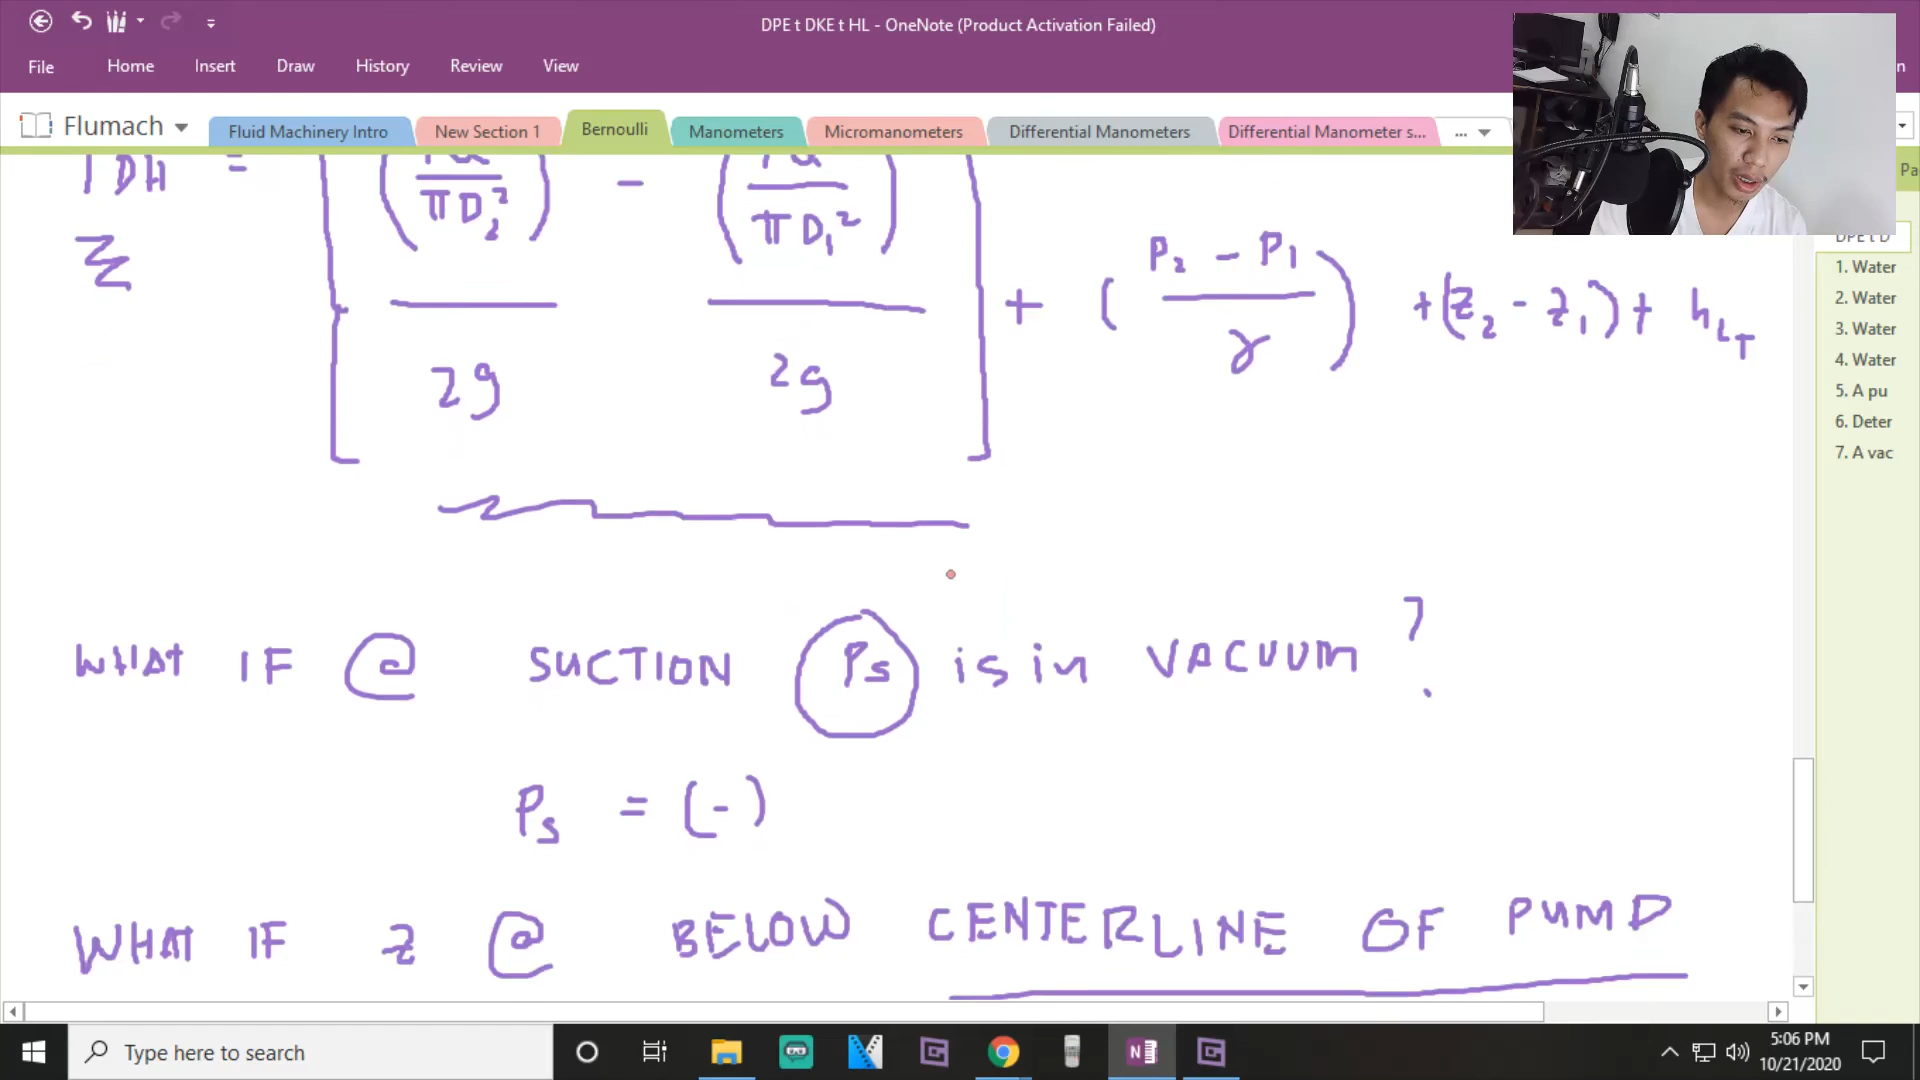 DPE t DKE t HL - OneNote (Product Activation Failed)
File Home Insert Draw History Review View
Flumach
Fluid Machinery Intro New Section 1 Bernoulli Manometers Micromanometers Differential Manometers Differential Manometer s... ...
Pa
DPE t D
1. Water
2. Water
3. Water
4. Water
5. A pu
6. Deter
7. A vac
TDH = [ ( / πD₂² ) - ( / πD₁² ) ] + ( P₂ - P₁ / γ ) + (z₂ - z₁) + hLT
2g 2g
WHAT IF @ SUCTION Ps is in VACUUM ?
Ps = (-)
WHAT IF z @ BELOW CENTERLINE OF PUMP
Type here to search
N
5:06 PM
10/21/2020